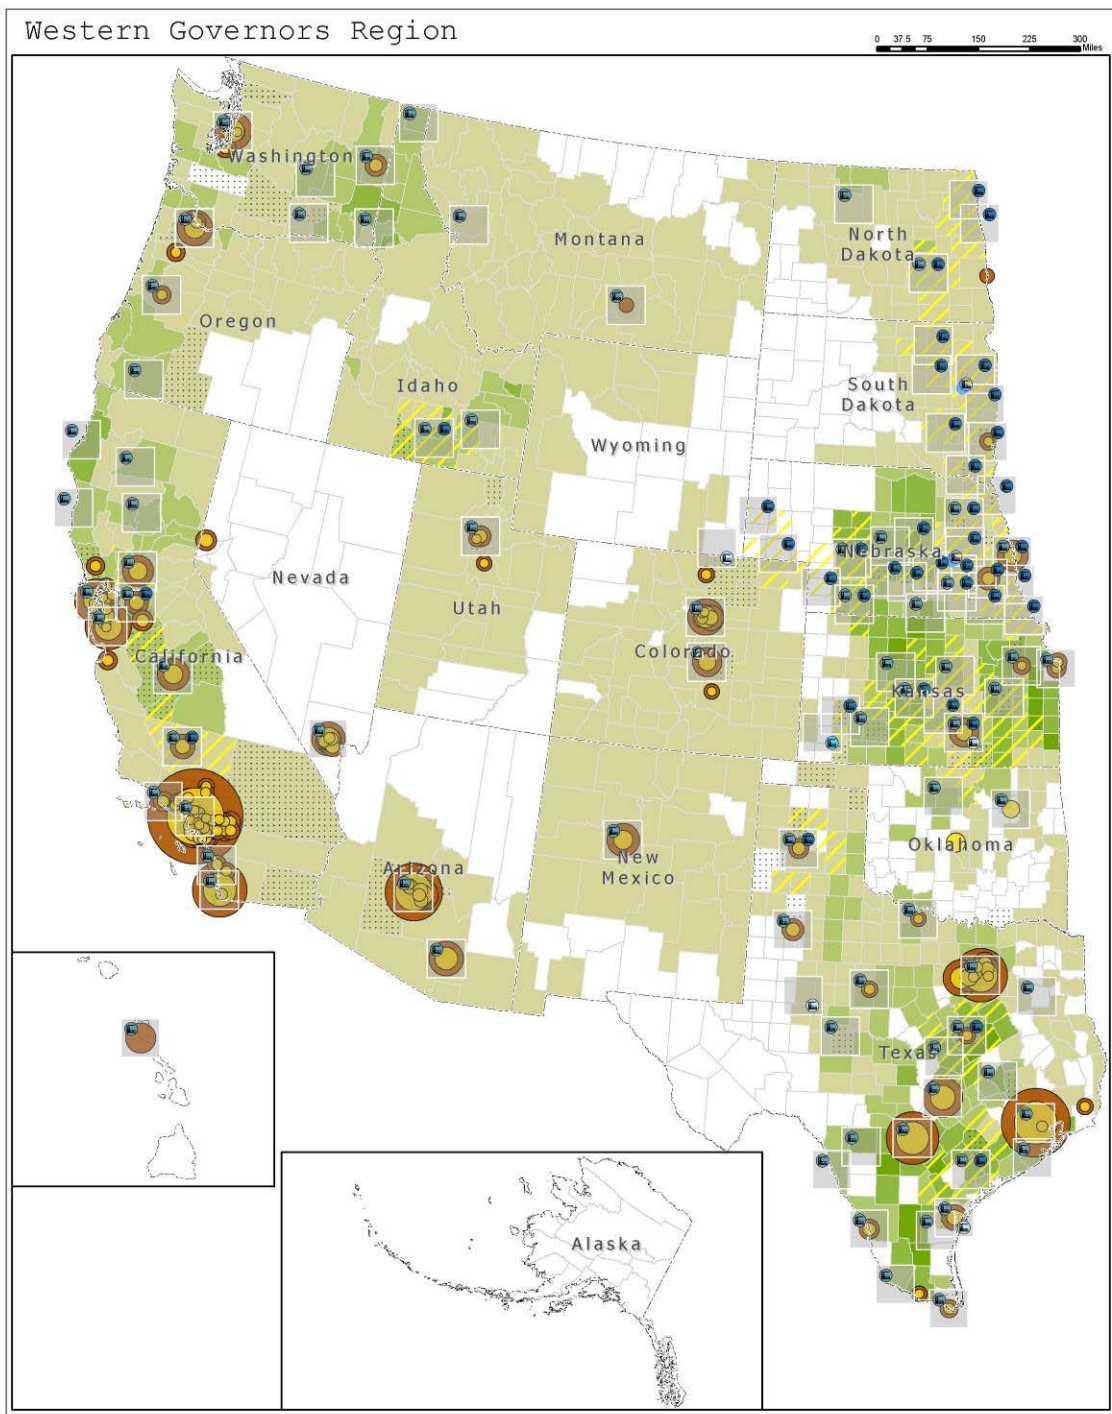 Western Governors Region
0 37.5 75 150 225 300
Miles
Washington
Montana
North
Dakota
Oregon
Idaho
South
Dakota
Wyoming
Nebraska
Nevada
Utah
California
Colorado
Kansas
Arizona
New
Mexico
Oklahoma
Texas
Alaska